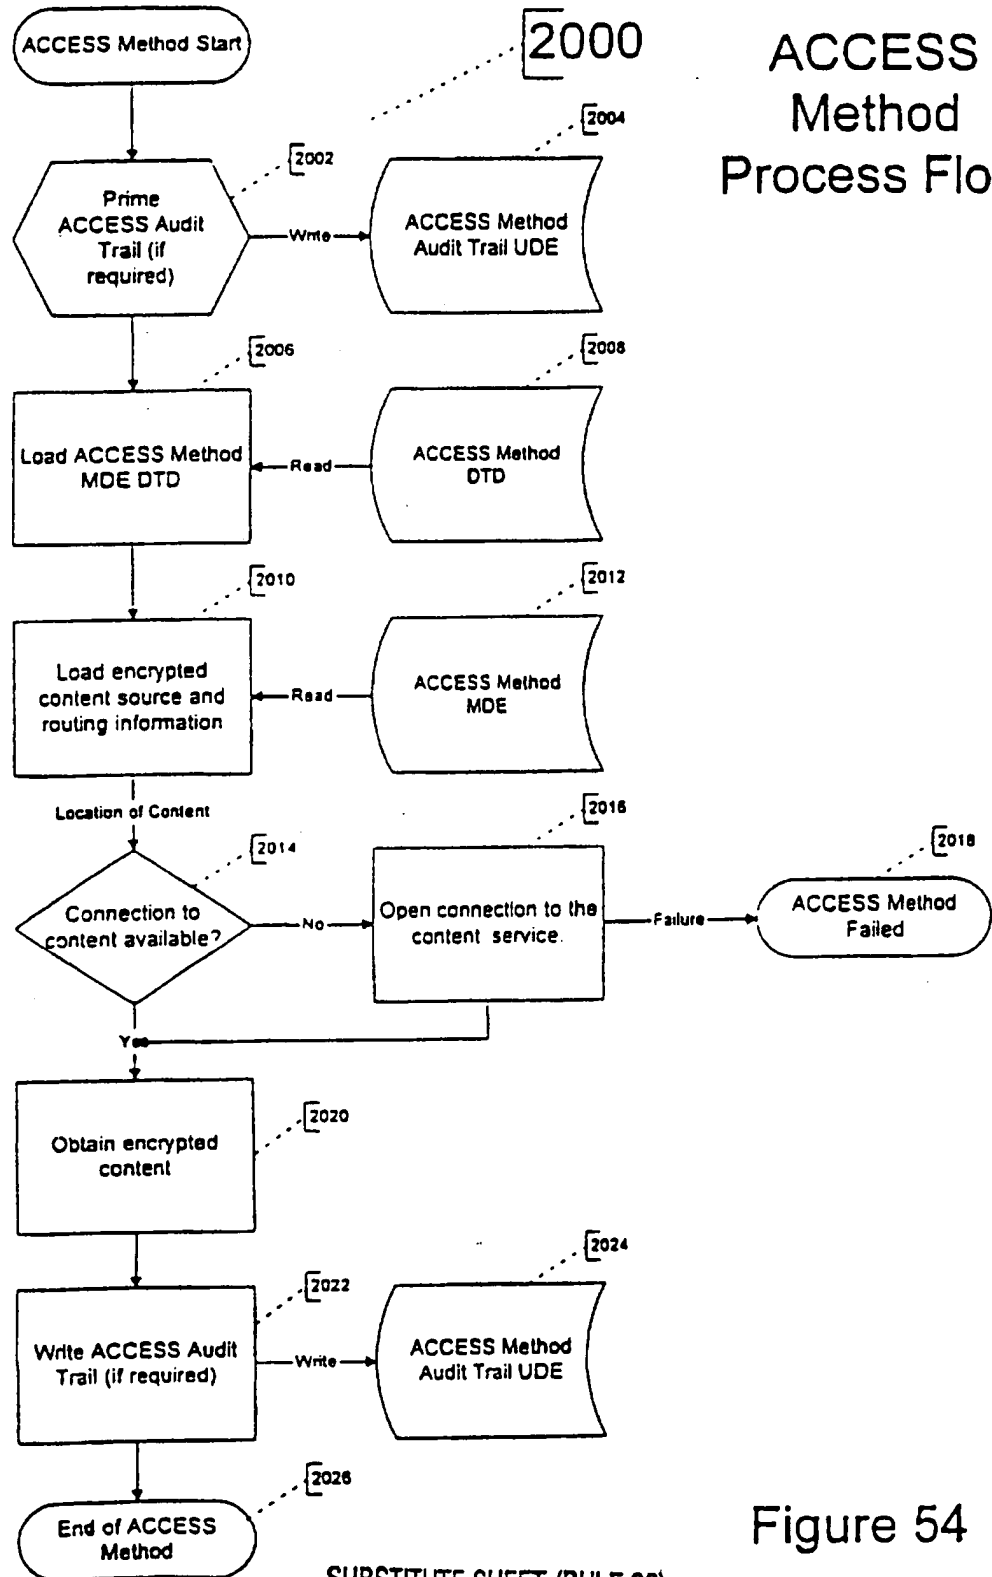 ACCESS Method Start
2000
ACCESS
Method
Process Flo
2002
2004
Prime
ACCESS Audit
Trail (if
required)
Write
ACCESS Method
Audit Trail UDE
2006
2008
Load ACCESS Method
MDE DTD
Read
ACCESS Method
DTD
2010
2012
Load encrypted
content source and
routing information
Read
ACCESS Method
MDE
Location of Content
2014
2016
2018
Connection to
content available?
No
Open connection to the
content service.
Failure
ACCESS Method
Failed
2020
Obtain encrypted
content
2022
2024
Write ACCESS Audit
Trail (if required)
Write
ACCESS Method
Audit Trail UDE
2026
End of ACCESS
Method
Figure 54